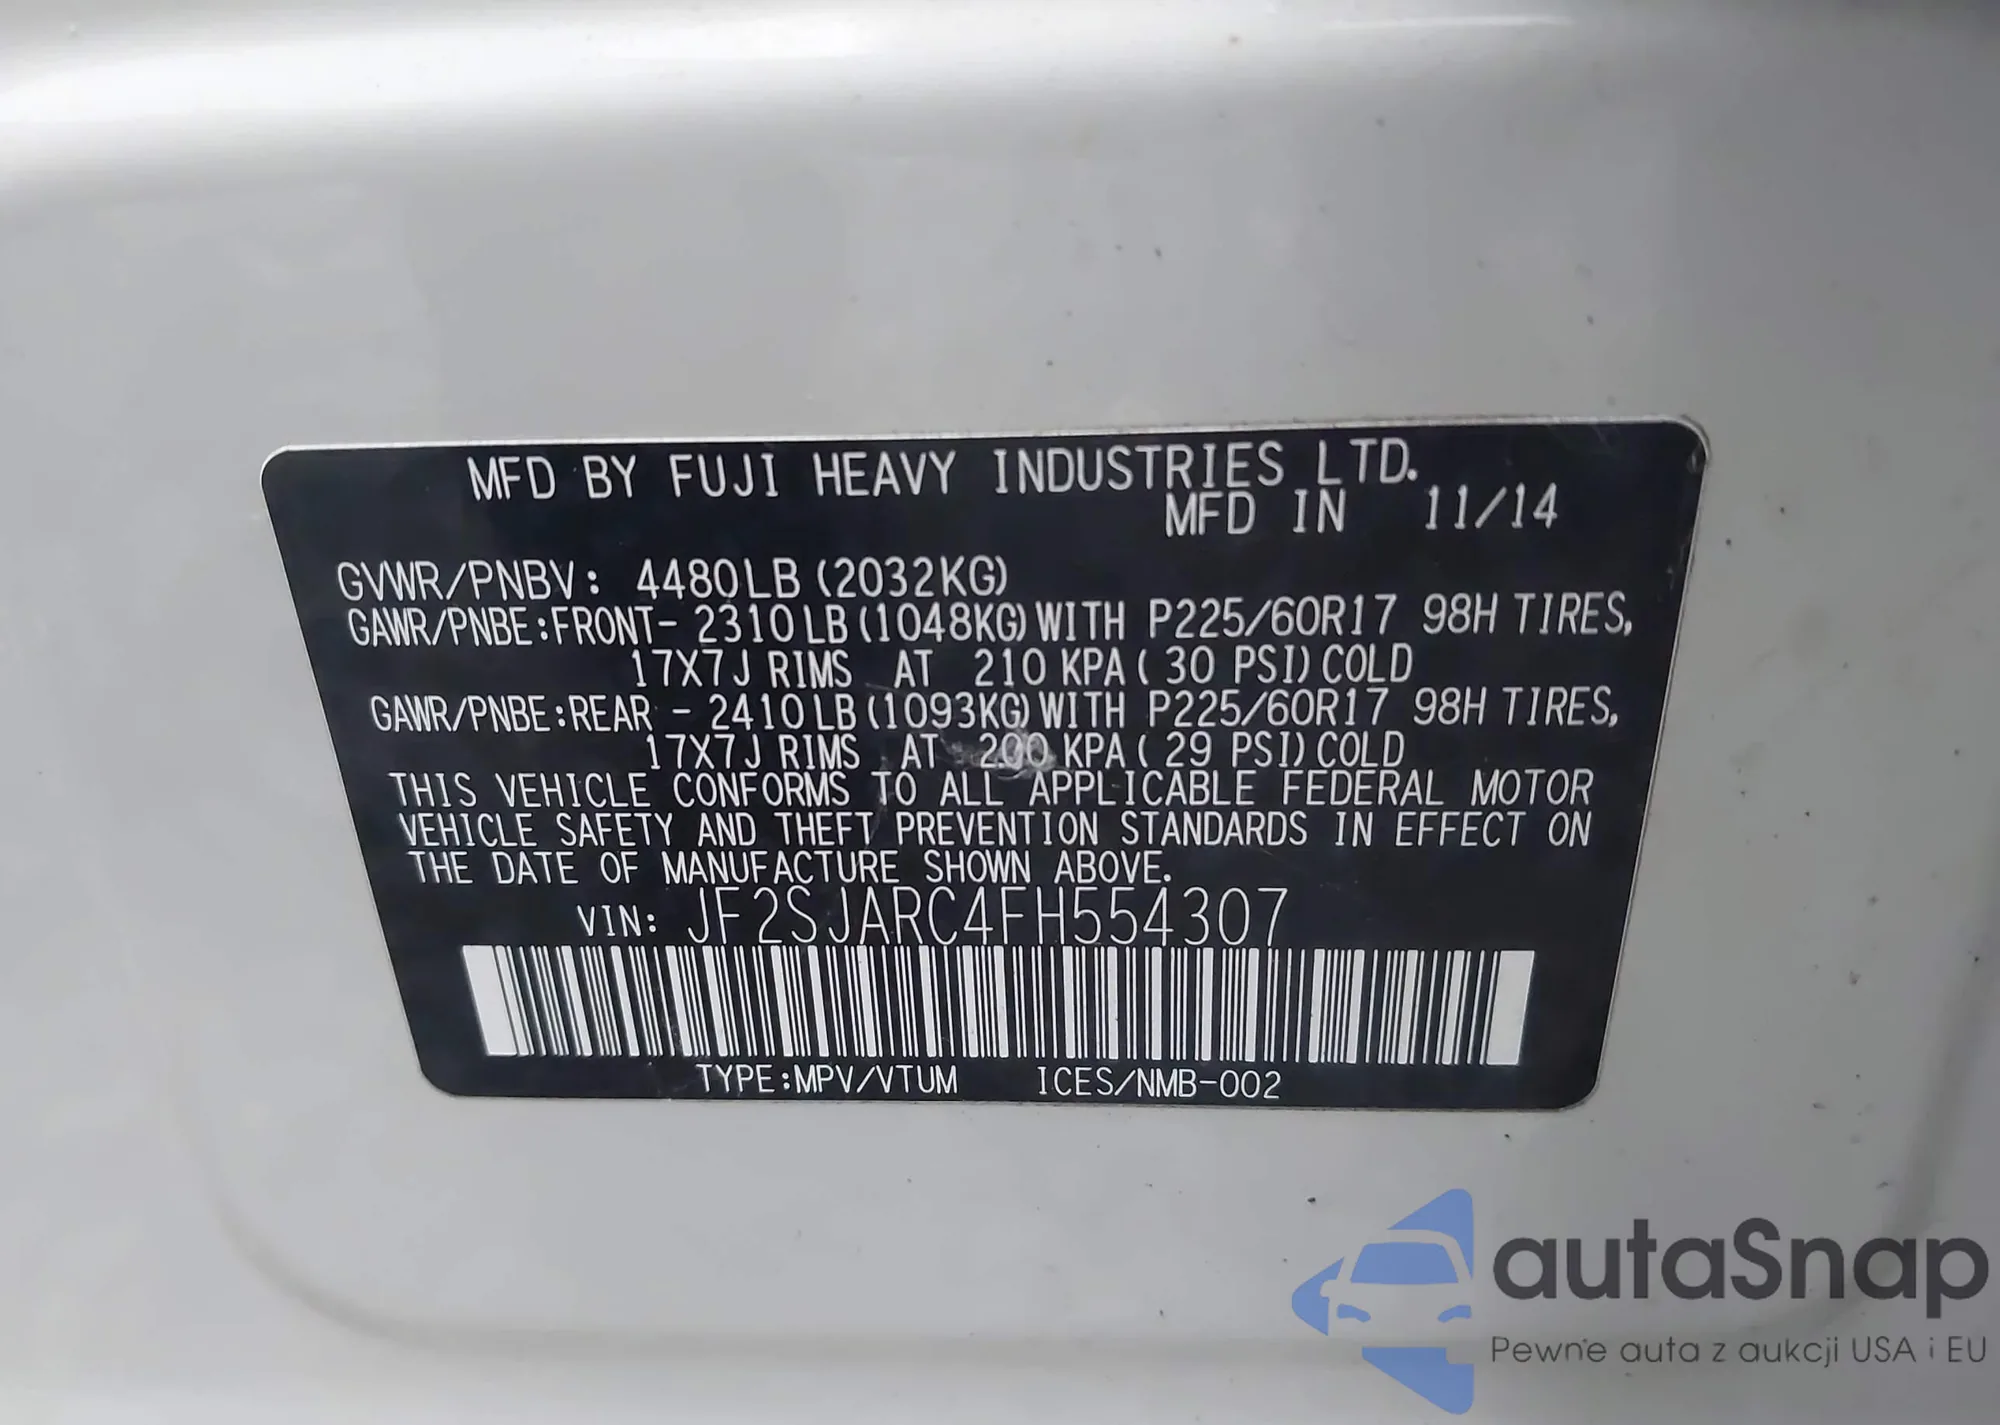 MFD BY FUJI HEAVY INDUSTRIES LTD.
MFD IN 11/14
GVWR/PNBV: 4480LB (2032KG)
GAWR/PNBE:FRONT- 2310LB (1048KG) WITH P225/60R17 98H TIRES,
17X7J RIMS AT 210 KPA ( 30 PSI) COLD
GAWR/PNBE:REAR - 2410LB (1093KG) WITH P225/60R17 98H TIRES,
17X7J RIMS AT 200 KPA ( 29 PSI) COLD
THIS VEHICLE CONFORMS TO ALL APPLICABLE FEDERAL MOTOR
VEHICLE SAFETY AND THEFT PREVENTION STANDARDS IN EFFECT ON
THE DATE OF MANUFACTURE SHOWN ABOVE.
VIN: JF2SJARC4FH554307
TYPE:MPV/VTUM ICES/NMB-002
autaSnap
Pewne auta z aukcji USA i EU